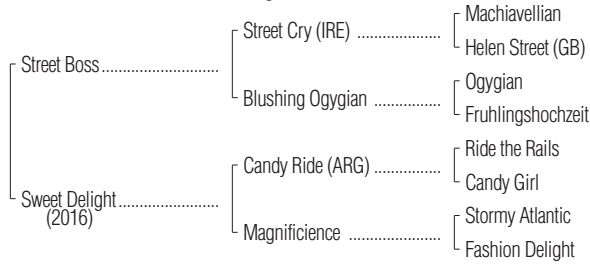 Machiavellian
Street Cry (IRE) ..................
Helen Street (GB)
Street Boss.........................
Ogygian
Blushing Ogygian ...............
Fruhlingshochzeit
Ride the Rails
Candy Ride (ARG) ...............
Candy Girl
Sweet Delight.....................
(2016)
Stormy Atlantic
Magnificience ....................
Fashion Delight